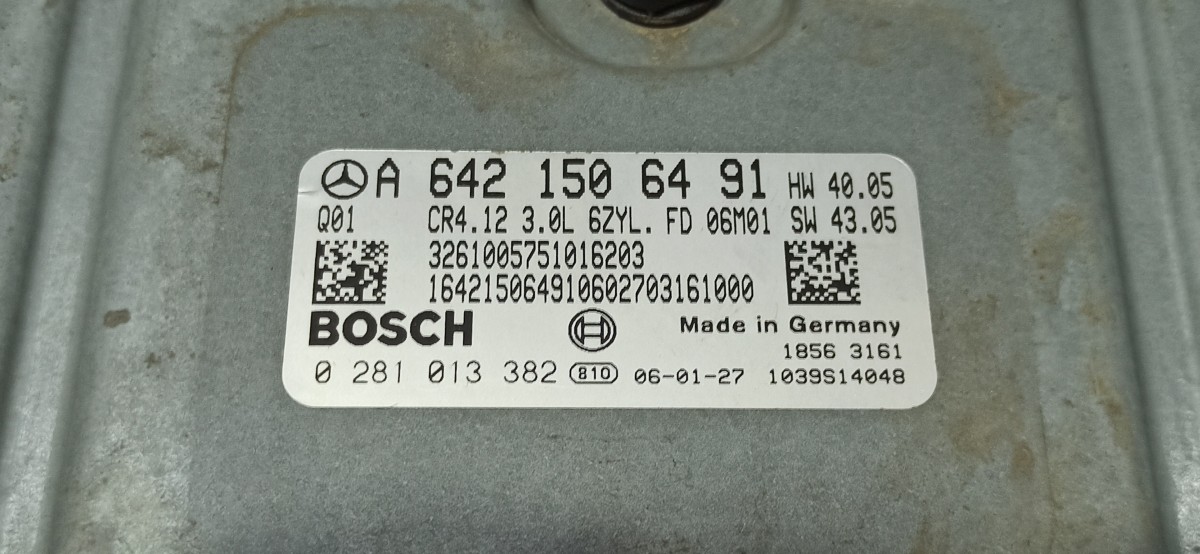 A 642 150 64 91 HW 40.05
Q01 CR4.12 3.0L 6ZYL. FD 06M01 SW 43.05
3261005751016203
164215064910602703161000
BOSCH Made in Germany
1856 3161
0 281 013 382 810 06-01-27 1039S14048